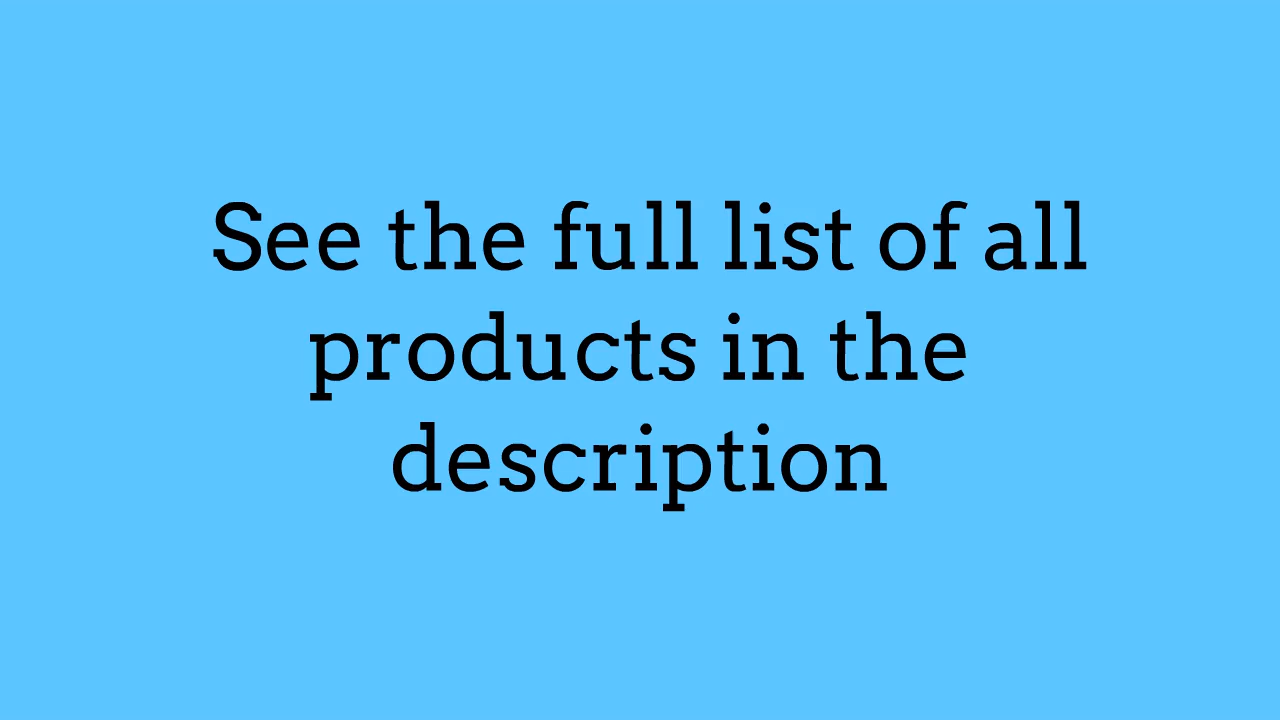 See the full list of all
products in the
description